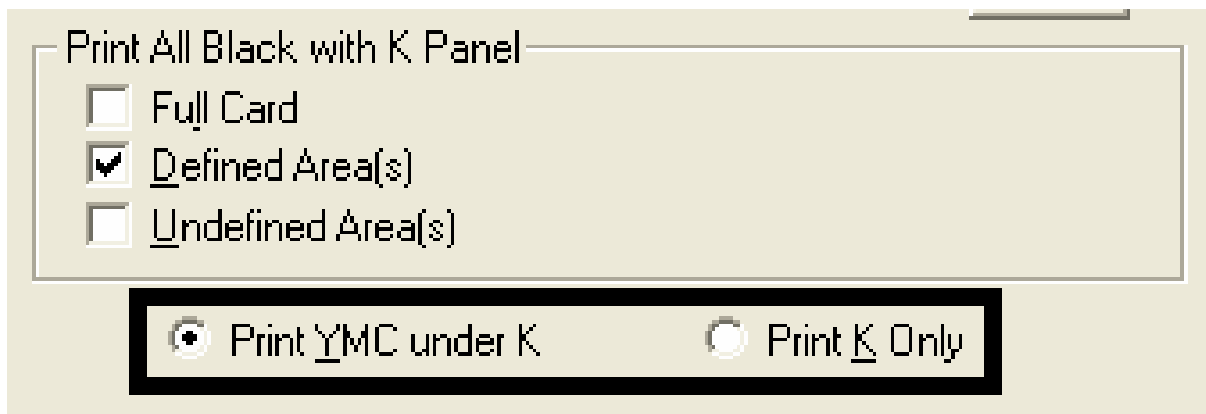 Print All Black with K Panel
Full Card
Defined Area(s)
Undefined Area(s)
Print YMC under K Print K Only